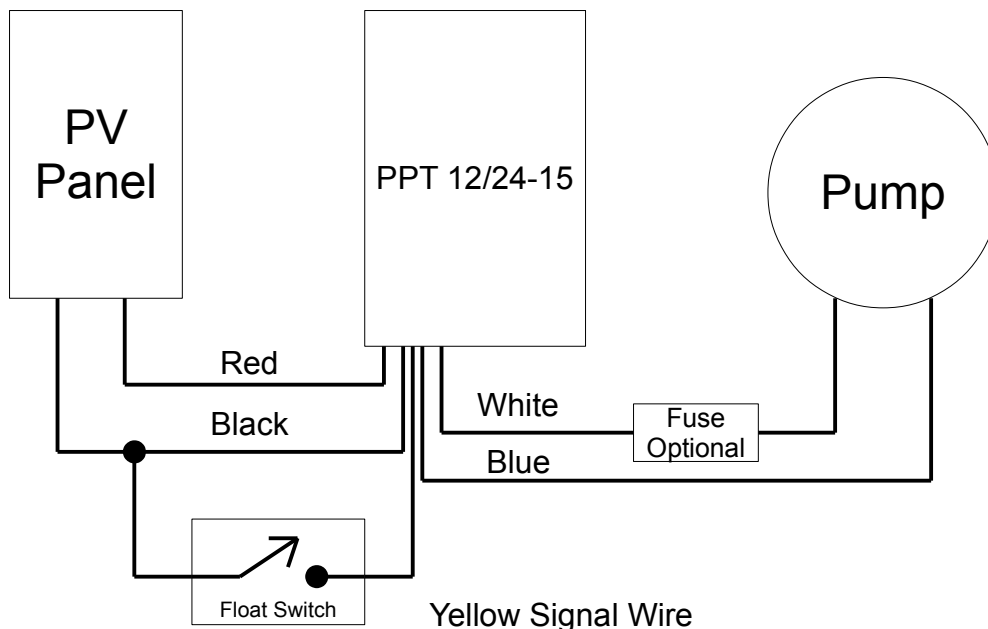 PV
Panel
PPT 12/24-15
Pump
Red
Black
White
Fuse
Optional
Blue
Float Switch
Yellow Signal Wire